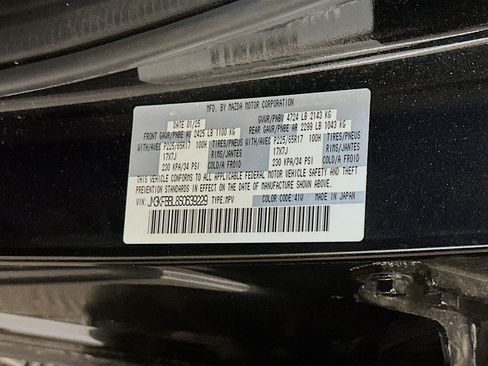 MFD. BY MAZDA MOTOR CORPORATION
DATE 01/25 GVWR/PNBV 4724 LB 2143 KG
FRONT GAWR/PNBE AV 2425 LB 1100 KG REAR GAWR/PNBE AR 2299 LB 1043 KG
WITH/AVEC P225/65R17 100H TIRES/PNEUS WITH/AVEC P225/65R17 100H TIRES/PNEUS
17X7J RIMS/JANTES 17X7J RIMS/JANTES
230 KPA/34 PSI COLD/A FROID 230 KPA/34 PSI COLD/A FROID
THIS VEHICLE CONFORMS TO ALL APPLICABLE FEDERAL MOTOR VEHICLE SAFETY AND THEFT
PREVENTION STANDARDS IN EFFECT ON THE DATE OF MANUFACTURE SHOWN ABOVE.
JM3KFBBL8S0639229 TYPE:MPV COLOR CODE:41W MADE IN JAPAN